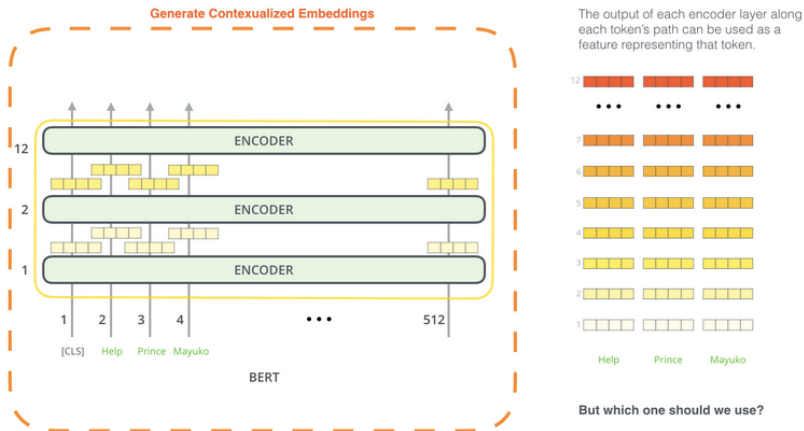 Generate Contexualized Embeddings
12
ENCODER
2
ENCODER
1
ENCODER
1 2 3 4 ••• 512
[CLS] Help Prince Mayuko
BERT
The output of each encoder layer along
each token's path can be used as a
feature representing that token.
12
••• ••• •••
7
6
5
4
3
2
1
Help Prince Mayuko
But which one should we use?